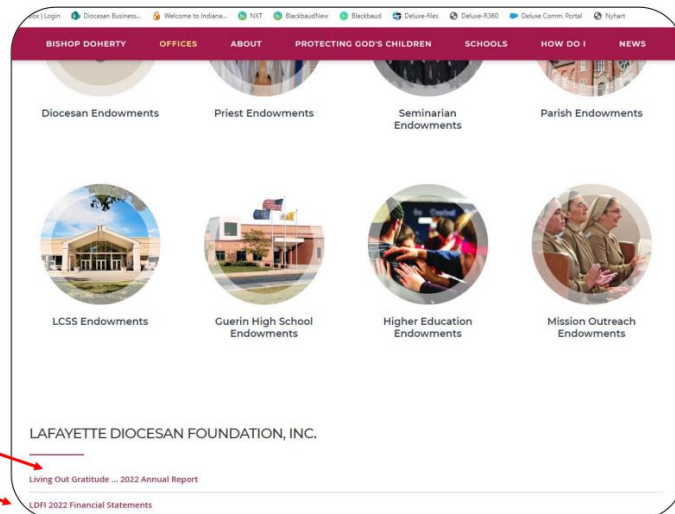 box | Login Diocesan Business... Welcome to Indiana... NXT BlackbaudNew Blackbaud Deluxe-files Deluxe-R360 Deluxe Comm. Portal Nyhart
BISHOP DOHERTY OFFICES ABOUT PROTECTING GOD'S CHILDREN SCHOOLS HOW DO I NEWS
Diocesan Endowments Priest Endowments Seminarian Parish Endowments
Endowments
LCSS Endowments Guerin High School Higher Education Mission Outreach
Endowments Endowments Endowments
LAFAYETTE DIOCESAN FOUNDATION, INC.
Living Out Gratitude ... 2022 Annual Report
LDFI 2022 Financial Statements